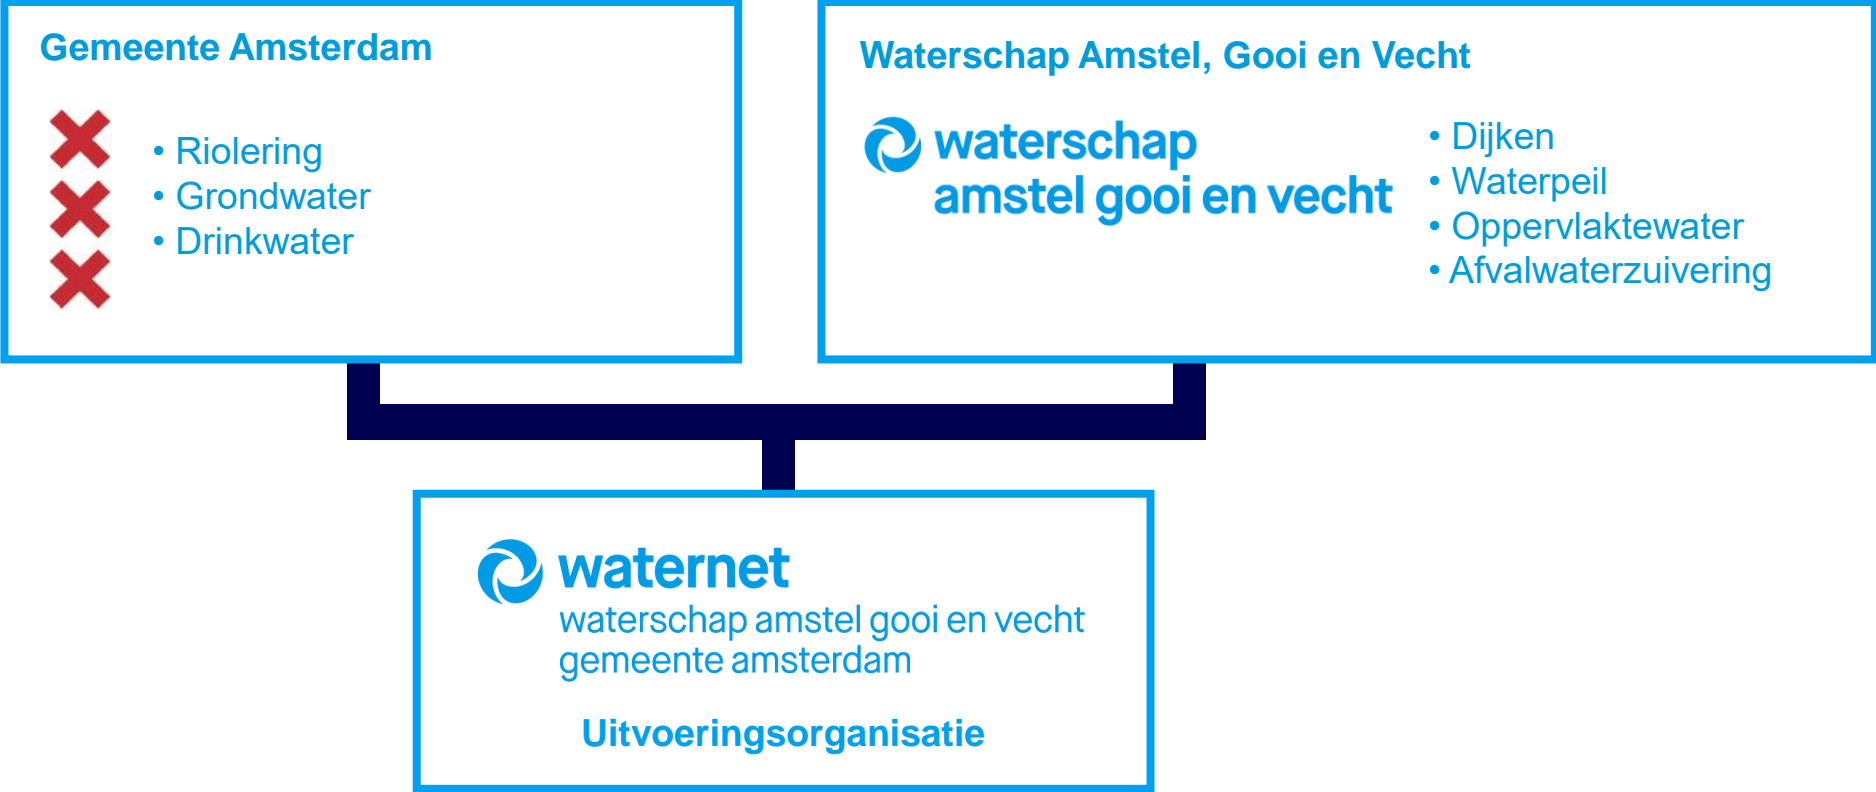 Gemeente Amsterdam
• Riolering
• Grondwater
• Drinkwater
Waterschap Amstel, Gooi en Vecht
waterschap
amstel gooi en vecht
• Dijken
• Waterpeil
• Oppervlaktewater
• Afvalwaterzuivering
waternet
waterschap amstel gooi en vecht
gemeente amsterdam
Uitvoeringsorganisatie